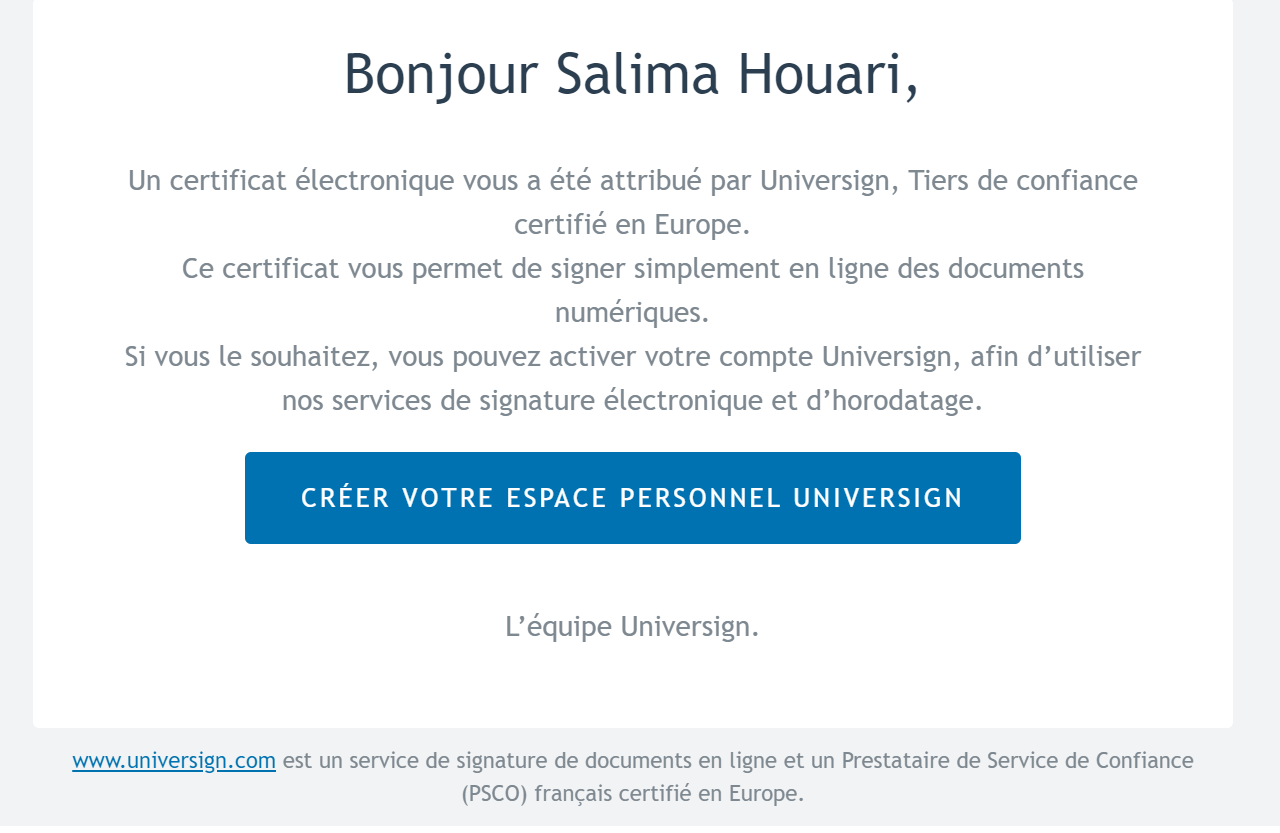 Bonjour Salima Houari,
Un certificat électronique vous a été attribué par Universign, Tiers de confiance
certifié en Europe.
Ce certificat vous permet de signer simplement en ligne des documents
numériques.
Si vous le souhaitez, vous pouvez activer votre compte Universign, afin d’utiliser
nos services de signature électronique et d’horodatage.
CRÉER VOTRE ESPACE PERSONNEL UNIVERSIGN
L’équipe Universign.
www.universign.com est un service de signature de documents en ligne et un Prestataire de Service de Confiance
(PSCO) français certifié en Europe.